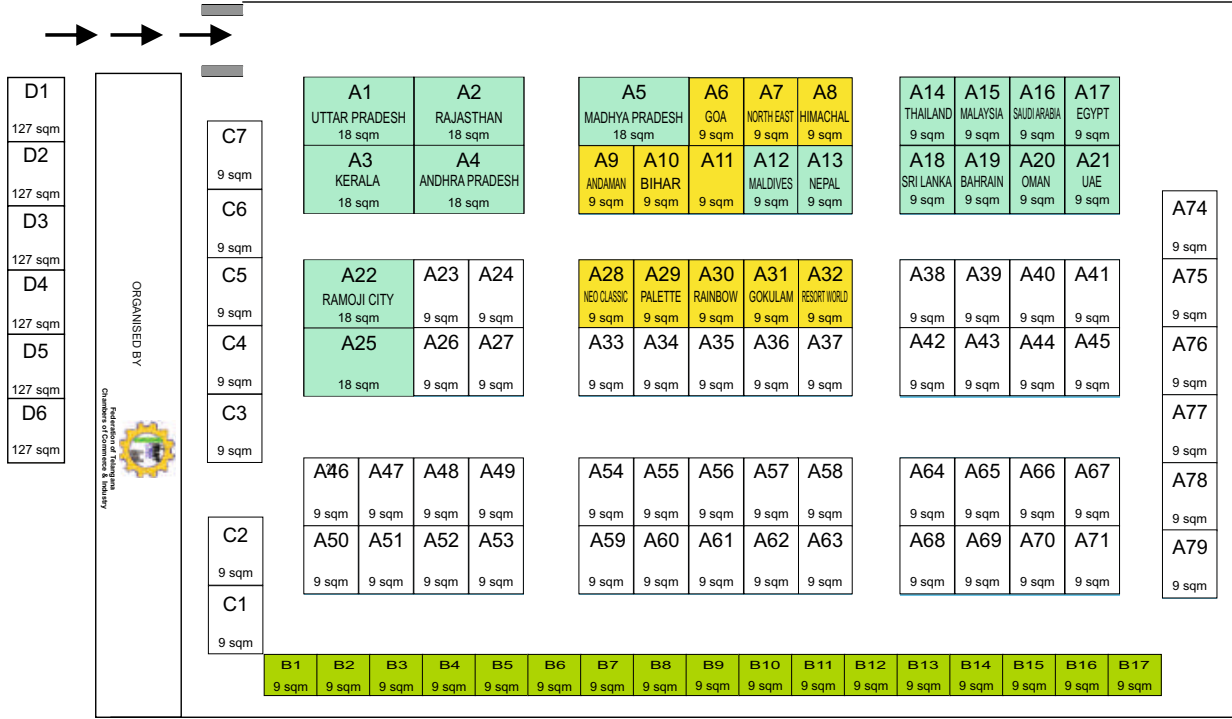 D1
127 sqm
D2
127 sqm
D3
127 sqm
D4
127 sqm
D5
127 sqm
D6
127 sqm
ORGANISED BY
Federation of Telangana
Chambers of Commerce & Industry
C7
9 sqm
C6
9 sqm
C5
9 sqm
C4
9 sqm
C3
9 sqm
C2
9 sqm
C1
9 sqm
A1 A2
UTTAR PRADESH RAJASTHAN
18 sqm 18 sqm
A3 A4
KERALA ANDHRA PRADESH
18 sqm 18 sqm
A5 A6 A7 A8
MADHYA PRADESH GOA NORTH EAST HIMACHAL
18 sqm 9 sqm 9 sqm 9 sqm
A9 A10 A11 A12 A13
ANDAMAN BIHAR MALDIVES NEPAL
9 sqm 9 sqm 9 sqm 9 sqm 9 sqm
A14 A15 A16 A17
THAILAND MALAYSIA SAUDI ARABIA EGYPT
9 sqm 9 sqm 9 sqm 9 sqm
A18 A19 A20 A21
SRI LANKA BAHRAIN OMAN UAE
9 sqm 9 sqm 9 sqm 9 sqm
A22 A23 A24
RAMOJI CITY
18 sqm 9 sqm 9 sqm
A25 A26 A27
18 sqm 9 sqm 9 sqm
A28 A29 A30 A31 A32
NEO CLASSIC PALETTE RAINBOW GOKULAM RESORT WORLD
9 sqm 9 sqm 9 sqm 9 sqm 9 sqm
A33 A34 A35 A36 A37
9 sqm 9 sqm 9 sqm 9 sqm 9 sqm
A38 A39 A40 A41
9 sqm 9 sqm 9 sqm 9 sqm
A42 A43 A44 A45
9 sqm 9 sqm 9 sqm 9 sqm
A46 A47 A48 A49
9 sqm 9 sqm 9 sqm 9 sqm
A50 A51 A52 A53
9 sqm 9 sqm 9 sqm 9 sqm
A54 A55 A56 A57 A58
9 sqm 9 sqm 9 sqm 9 sqm 9 sqm
A59 A60 A61 A62 A63
9 sqm 9 sqm 9 sqm 9 sqm 9 sqm
A64 A65 A66 A67
9 sqm 9 sqm 9 sqm 9 sqm
A68 A69 A70 A71
9 sqm 9 sqm 9 sqm 9 sqm
A74
9 sqm
A75
9 sqm
A76
9 sqm
A77
9 sqm
A78
9 sqm
A79
9 sqm
B1 B2 B3 B4 B5 B6 B7 B8 B9 B10 B11 B12 B13 B14 B15 B16 B17
9 sqm 9 sqm 9 sqm 9 sqm 9 sqm 9 sqm 9 sqm 9 sqm 9 sqm 9 sqm 9 sqm 9 sqm 9 sqm 9 sqm 9 sqm 9 sqm 9 sqm